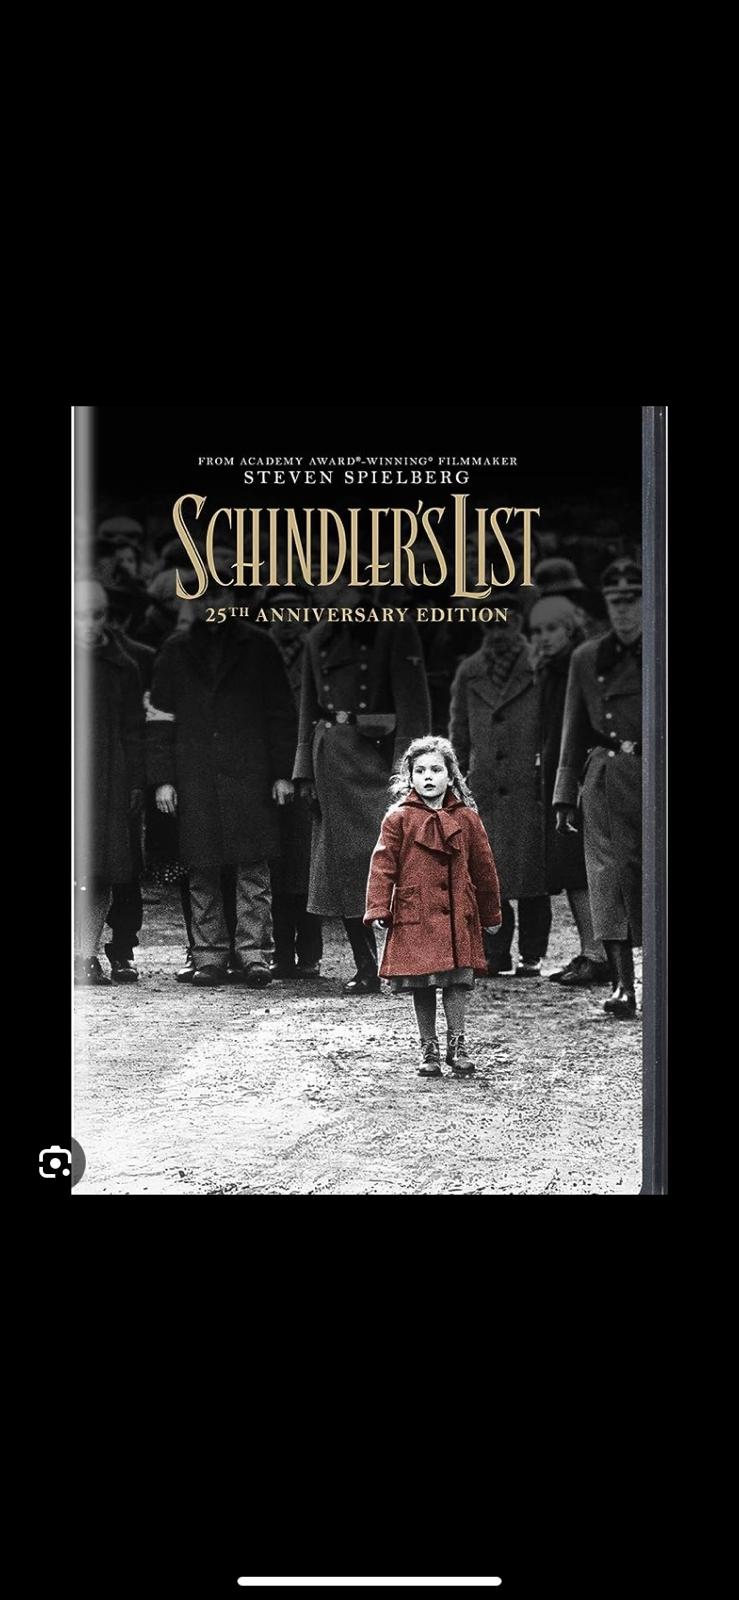 FROM ACADEMY AWARD®-WINNING® FILMMAKER
STEVEN SPIELBERG
SCHINDLER'S LIST
25TH ANNIVERSARY EDITION